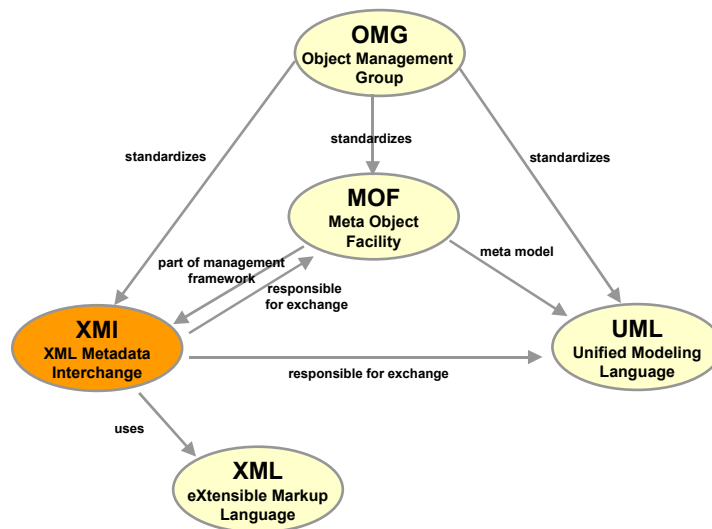 OMG
Object Management
Group
standardizes
standardizes
standardizes
MOF
Meta Object
Facility
part of management
framework
meta model
responsible
for exchange
XMI
XML Metadata
Interchange
UML
Unified Modeling
Language
responsible for exchange
uses
XML
eXtensible Markup
Language